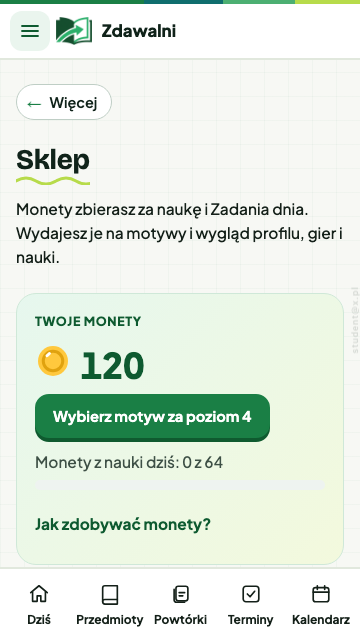 Zdawalni
← Więcej
Sklep
Monety zbierasz za naukę i Zadania dnia.
Wydajesz je na motywy i wygląd profilu, gier i
nauki.
student@x.pl
TWOJE MONETY
120
Wybierz motyw za poziom 4
Monety z nauki dziś: 0 z 64
Jak zdobywać monety?
Dziś Przedmioty Powtórki Terminy Kalendarz